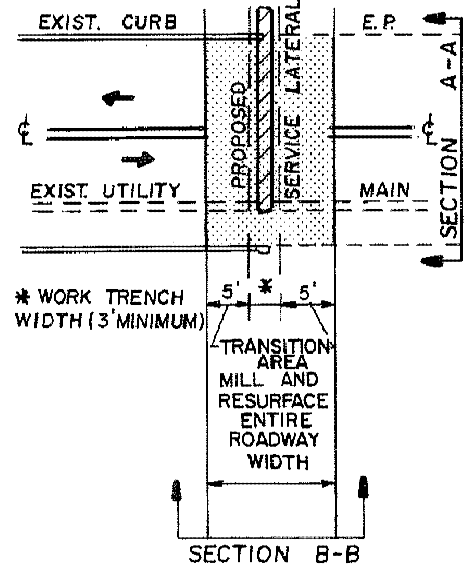 EXIST. CURB
E.P.
PROPOSED
SERVICE LATERAL
SECTION A-A
℄
℄
EXIST. UTILITY
MAIN
* WORK TRENCH
WIDTH (3' MINIMUM)
5'
*
5'
TRANSITION
AREA
MILL AND
RESURFACE
ENTIRE
ROADWAY
WIDTH
SECTION B-B